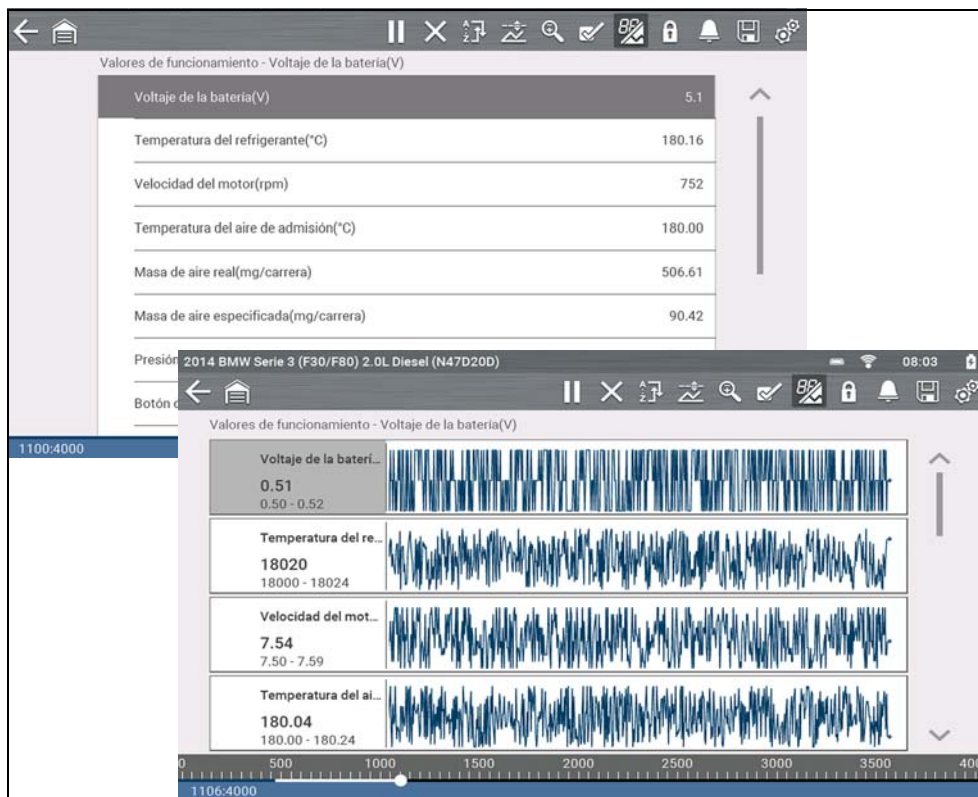 Valores de funcionamiento - Voltaje de la batería(V)
Voltaje de la batería(V) 5.1
Temperatura del refrigerante(°C) 180.16
Velocidad del motor(rpm) 752
Temperatura del aire de admisión(°C) 180.00
Masa de aire real(mg/carrera) 506.61
Masa de aire especificada(mg/carrera) 90.42
Presión
Botón
1100:4000
2014 BMW Serie 3 (F30/F80) 2.0L Diesel (N47D20D) 08:03
Valores de funcionamiento - Voltaje de la batería(V)
Voltaje de la baterí...
0.51
0.50 - 0.52
Temperatura del re...
18020
18000 - 18024
Velocidad del mot...
7.54
7.50 - 7.59
Temperatura del ai...
180.04
180.00 - 180.24
0 500 1000 1500 2000 2500 3000 3500 400
1106:4000